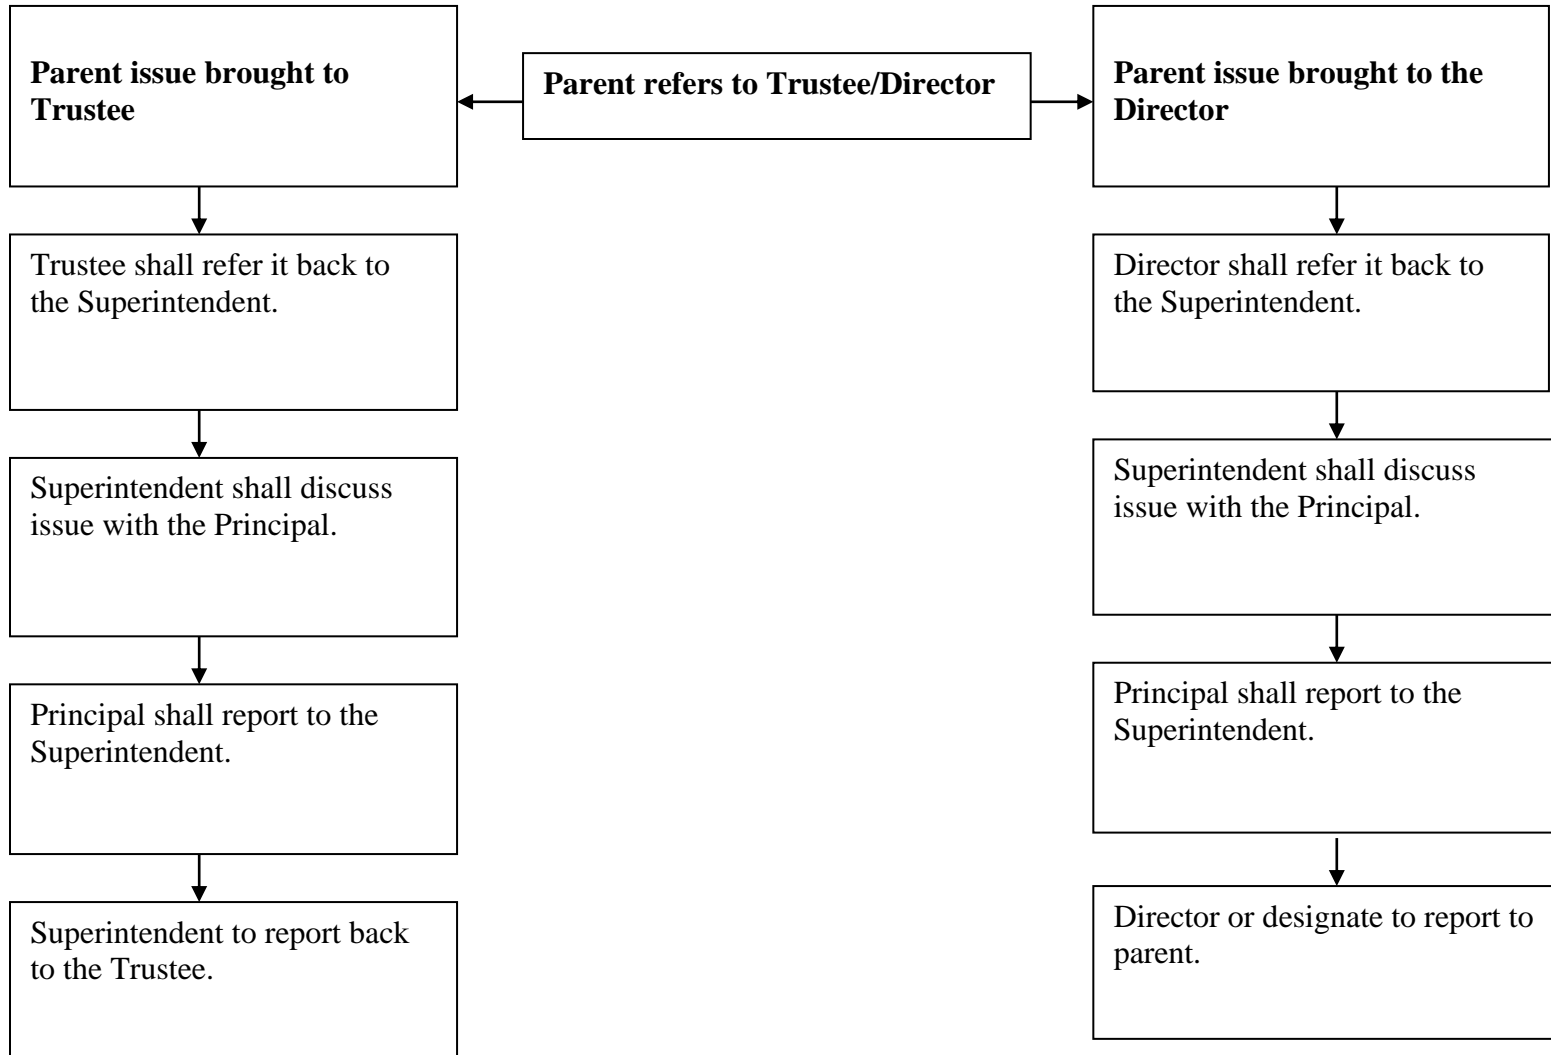 Parent refers to Trustee/Director
Parent issue brought to
Trustee
Trustee shall refer it back to
the Superintendent.
Superintendent shall discuss
issue with the Principal.
Principal shall report to the
Superintendent.
Superintendent to report back
to the Trustee.
Parent issue brought to the
Director
Director shall refer it back to
the Superintendent.
Superintendent shall discuss
issue with the Principal.
Principal shall report to the
Superintendent.
Director or designate to report to
parent.